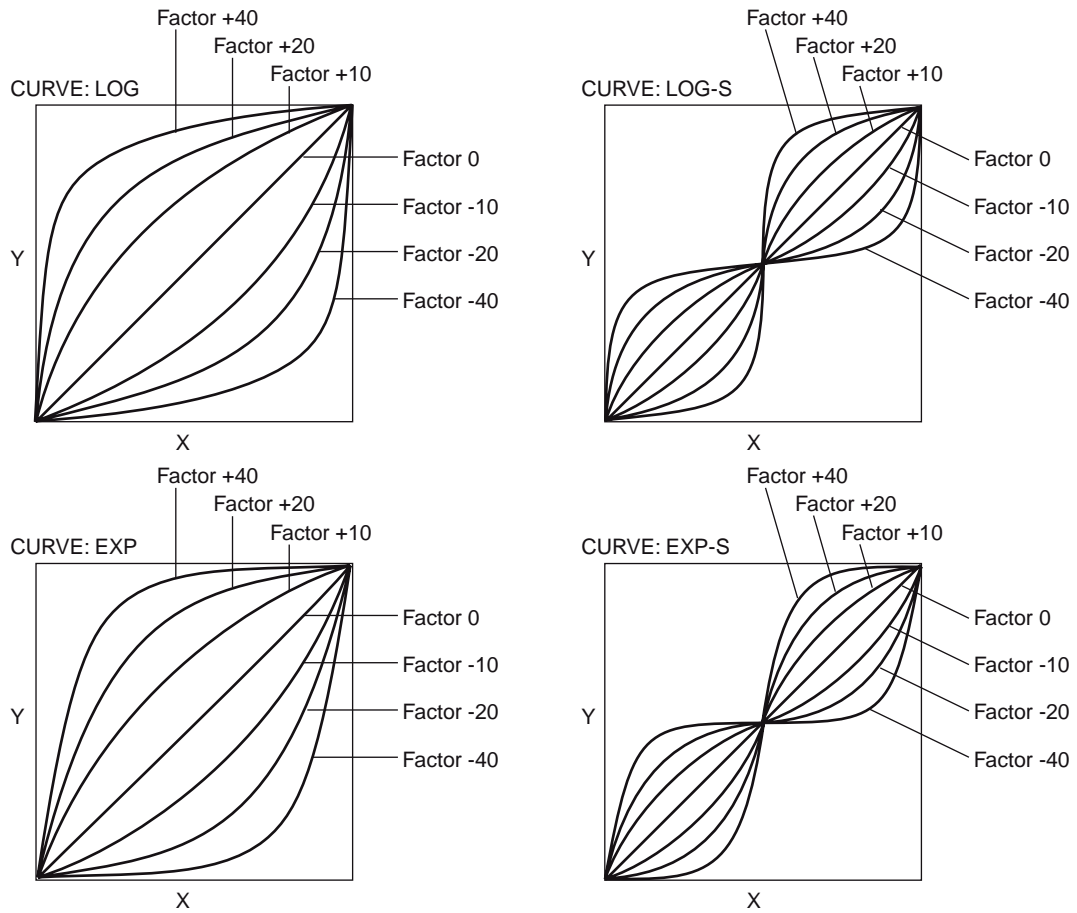 Factor +40
Factor +20
Factor +10
CURVE: LOG
Factor 0
Factor -10
Factor -20
Factor -40
Y
X
Factor +40
Factor +20
Factor +10
CURVE: LOG-S
Factor 0
Factor -10
Factor -20
Factor -40
Y
X
Factor +40
Factor +20
Factor +10
CURVE: EXP
Factor 0
Factor -10
Factor -20
Factor -40
Y
X
Factor +40
Factor +20
Factor +10
CURVE: EXP-S
Factor 0
Factor -10
Factor -20
Factor -40
Y
X